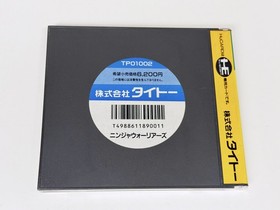 TP01002
希望小売価格6,200円
株式会社 タイトー
T4988611890011
ニンジャウォーリアーズ
HE
株式会社 タイトー